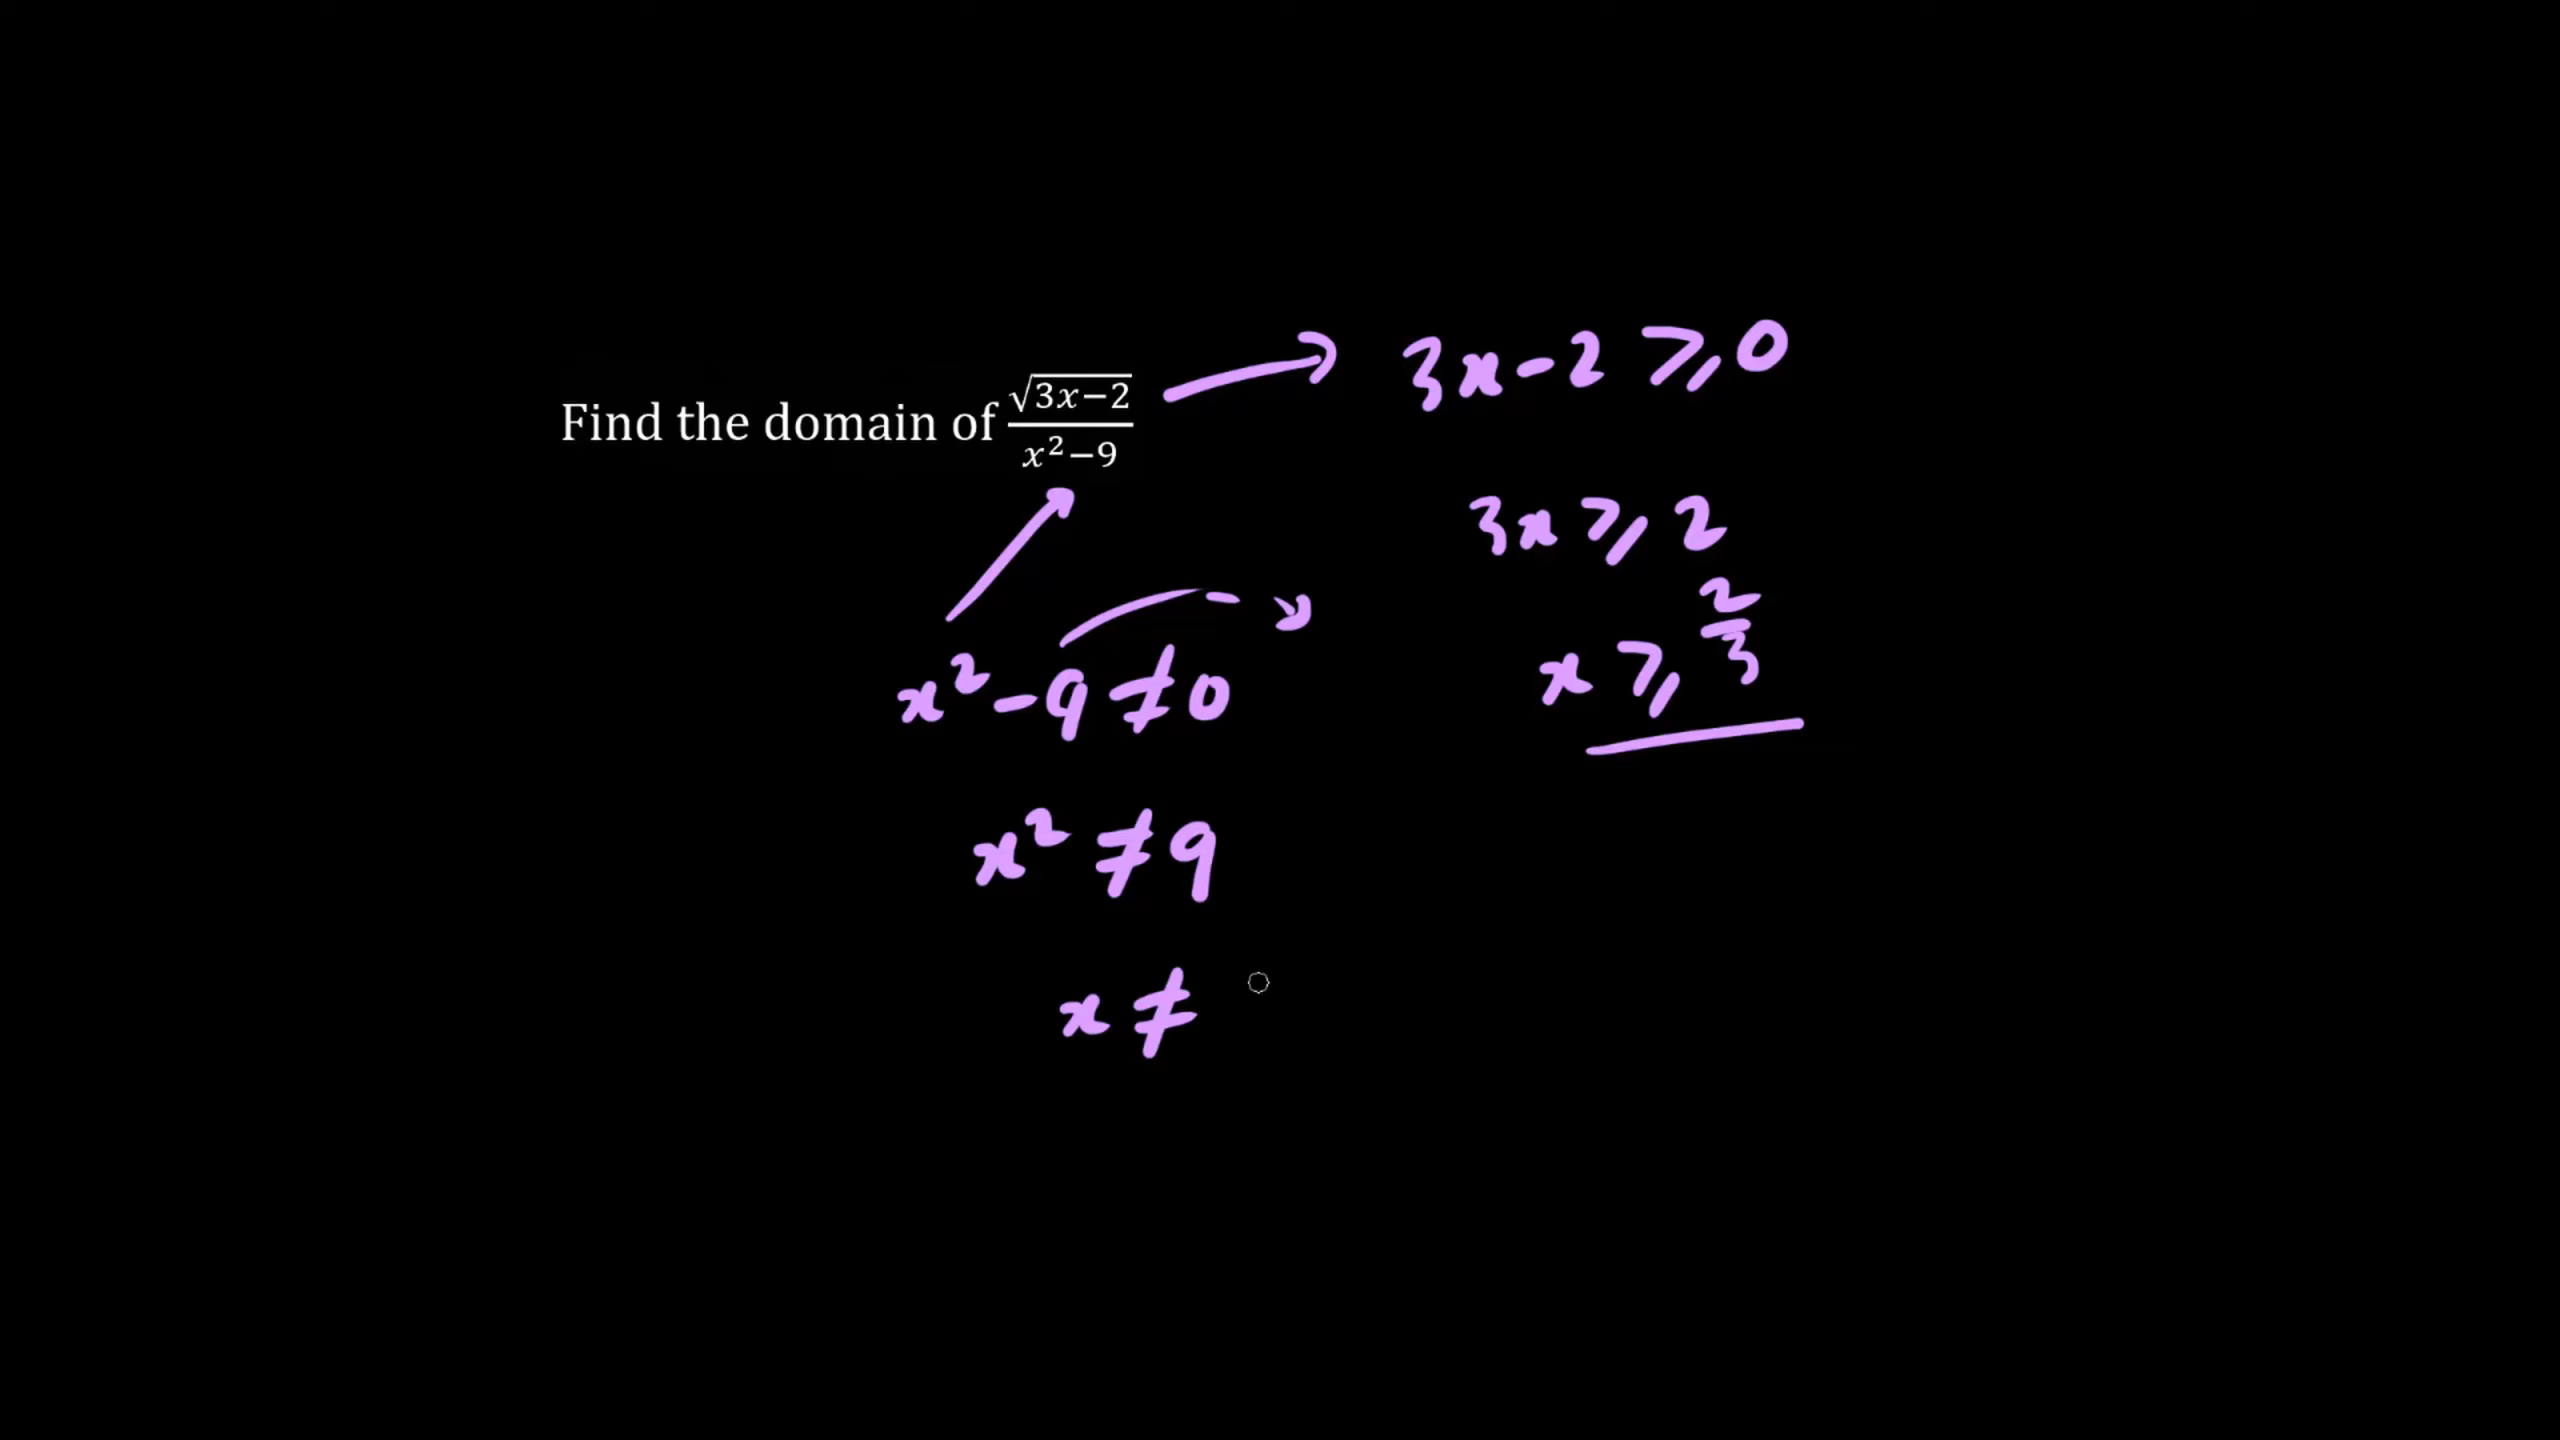 3x-2 ≥ 0
Find the domain of √(3x−2)/(x²−9)
3x ≥ 2
x ≥ 2/3
x²-9 ≠ 0
x² ≠ 9
x ≠